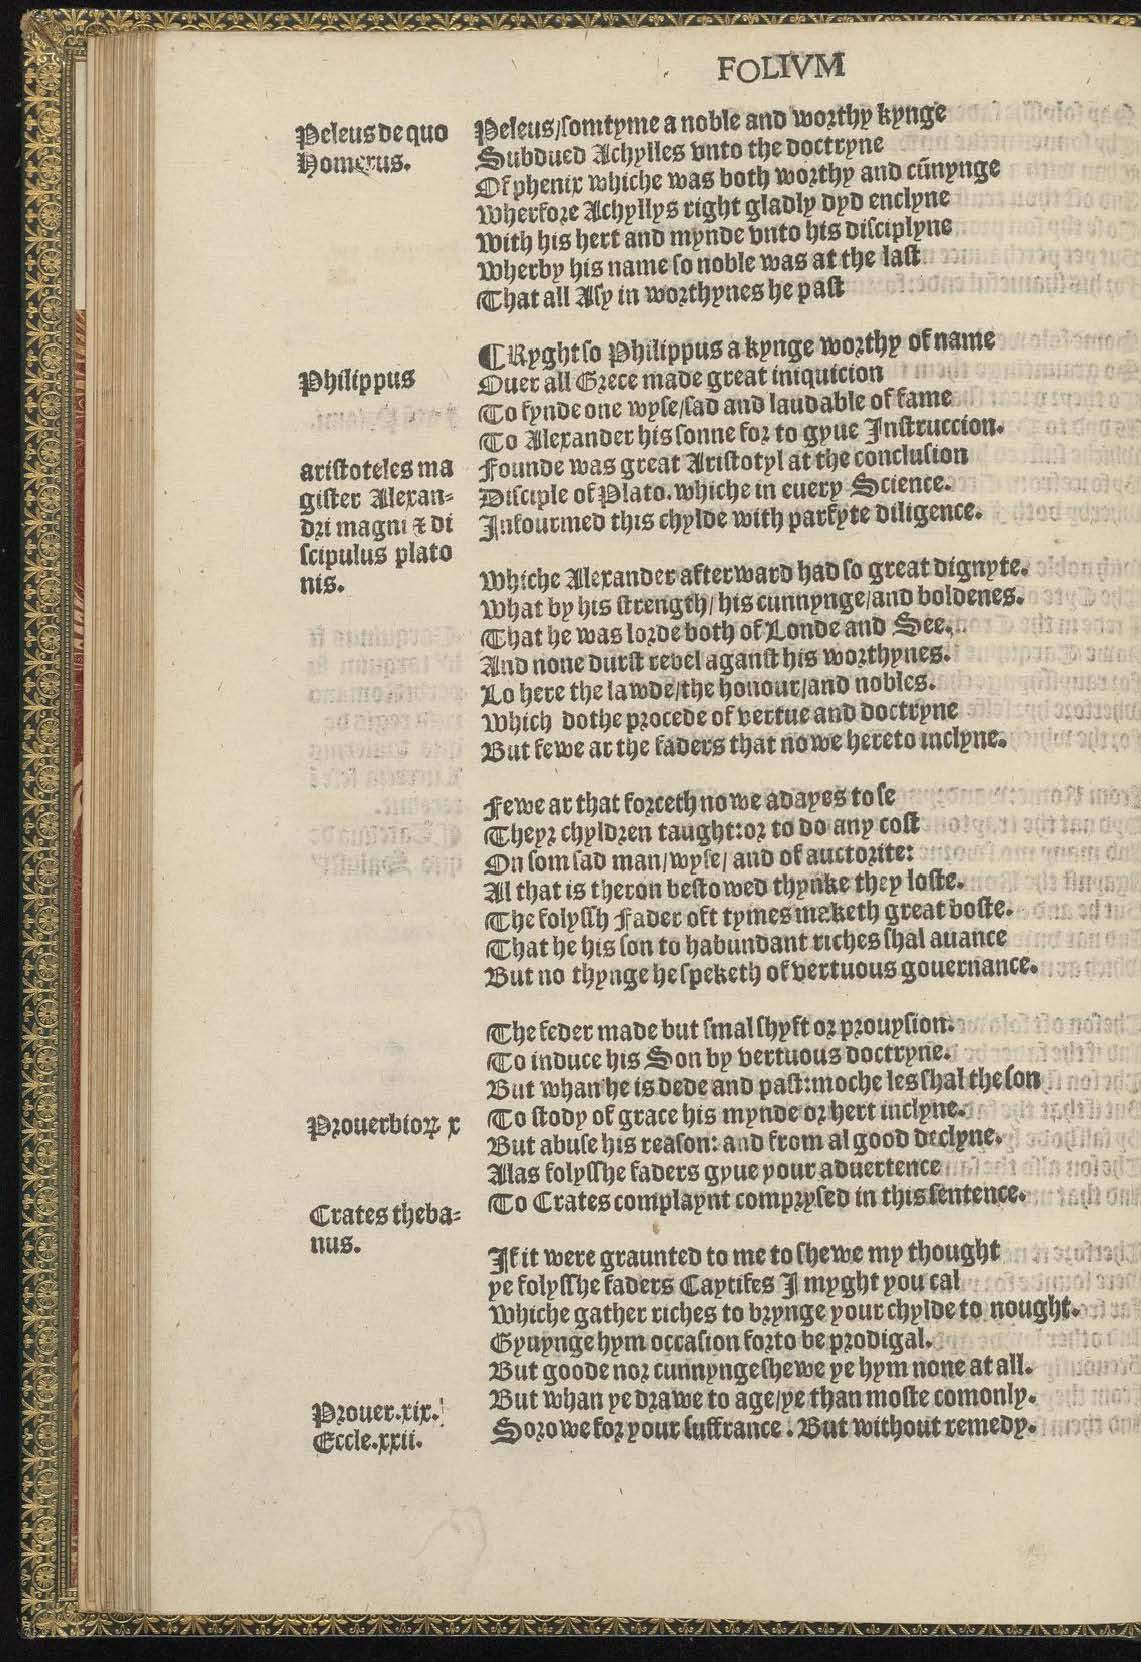 FOLIVM
Peleus de quo
Homerus.
Peleus/somtyme a noble and worthy kynge
Subdued Achylles vnto the doctryne
Of phenix whiche was both worthy and cūnynge
Wherfore Achyllys right gladly dyd enclyne
With his hert and mynde vnto his disciplyne
Wherby his name so noble was at the last
That all Asy in worthynes he past
Philippus
aristoteles ma
gister Alexan-
dri magni ⁊ di
scipulus plato
nis.
¶Ryght so Philippus a kynge worthy of name
Ouer all Grece made great iniquicion
To fynde one wyse/sad and laudable of fame
To Alexander his sonne for to gyue Instruccion.
Founde was great Aristotyl at the conclusion
Disciple of Plato. whiche in euery Science.
Infourmed this chylde with parfyte diligence.
Whiche Alexander afterward had so great dignyte.
What by his strength/his cunnynge/and boldenes.
That he was lorde both of Londe and See.
And none durst rebel aganst his worthynes.
Lo here the lawde/the honour/and nobles.
Which dothe procede of vertue and doctryne
But fewe ar the faders that nowe hereto inclyne.
Fewe ar that forceth nowe adayes to se
Theyr chyldren taught:or to do any cost
On som sad man/wyse/and of auctorite:
Al that is theron bestowed thynke they loste.
The folyssh Fader oft tymes maketh great boste.
That he his son to habundant riches shal auance
But no thynge he speketh of vertuous gouernance.
Prouerbioꝝ x
Crates theba-
nus.
The feder made but smal shyft or prouysion.
To induce his Son by vertuous doctryne.
But whan he is dede and past:moche les shal the son
To stody of grace his mynde or hert inclyne.
But abuse his reason: and from al good declyne.
Alas folysshe faders gyue your aduertence
To Crates complaynt comprysed in this sentence.
Prouer.xix.
Eccle.xxii.
If it were graunted to me to shewe my thought
ye folysshe faders Caytifes I myght you cal
Whiche gather riches to brynge your chylde to nought.
Gyuynge hym occasion forto be prodigal.
But goode nor cunnynge shewe ye hym none at all.
But whan ye drawe to age/ye than moste comonly.
Sorowe for your suffrance. But without remedy.